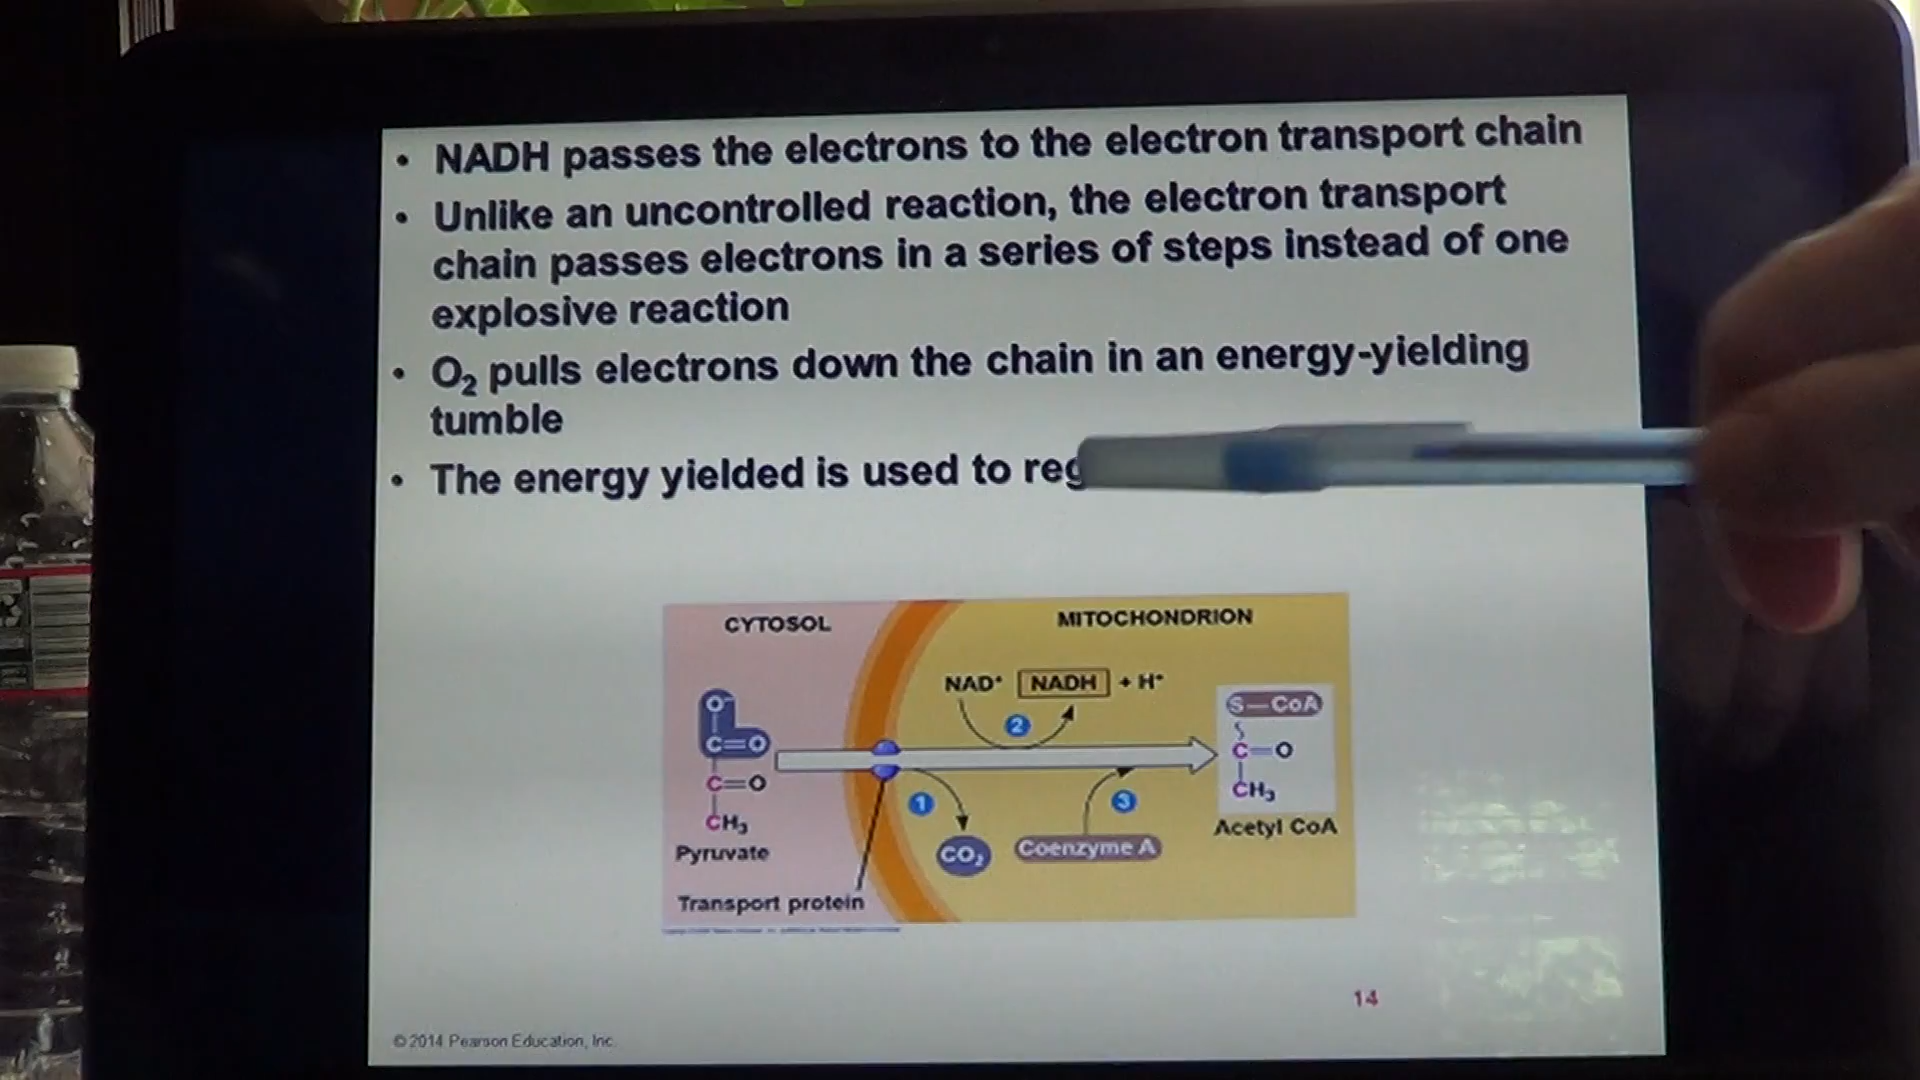 • NADH passes the electrons to the electron transport chain
• Unlike an uncontrolled reaction, the electron transport
chain passes electrons in a series of steps instead of one
explosive reaction
• O₂ pulls electrons down the chain in an energy-yielding
tumble
• The energy yielded is used to reg
CYTOSOL
MITOCHONDRION
NAD⁺ NADH + H⁺
O⁻
C=O
C=O
CH₃
Pyruvate
Transport protein
2
1
3
CO₂
Coenzyme A
S–CoA
C=O
CH₃
Acetyl CoA
14
© 2014 Pearson Education, Inc.